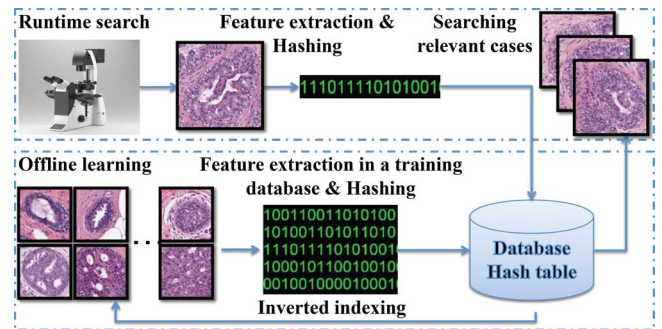 Runtime search
Feature extraction &
Hashing
Searching
relevant cases
111011110101001
Offline learning
Feature extraction in a training
database & Hashing
100110011010100
101001101011010
111011110101001
100010110010010
001001000010001
Inverted indexing
Database
Hash table